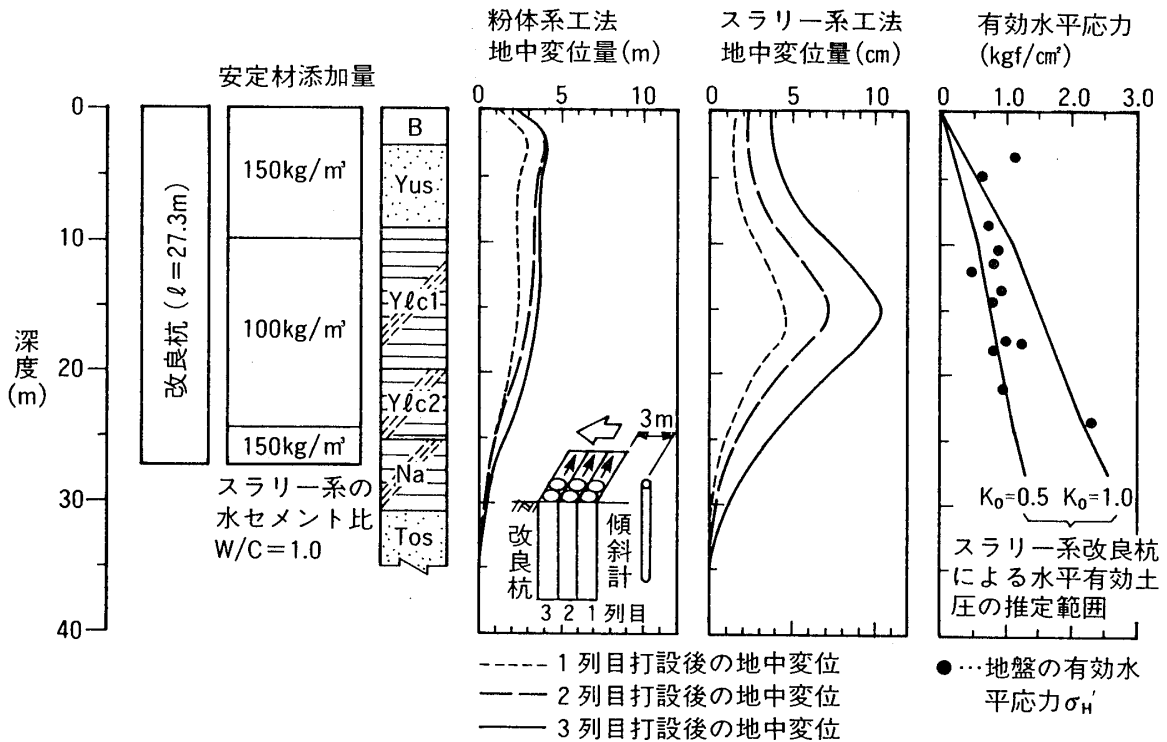 粉体系工法
地中変位量(m)
スラリー系工法
地中変位量(cm)
有効水平応力
(kgf/cm²)
安定材添加量
0 5 10
0 5 10
0 1.0 2.0 3.0
0
10
20
30
40
深度
(m)
改良杭(ℓ=27.3m)
150kg/m³
100kg/m³
150kg/m³
スラリー系の
水セメント比
W/C=1.0
B
Yus
Yℓc1
Yℓc2
Na
Tos
3m
改良杭
傾斜計
3 2 1 列目
K₀=0.5 K₀=1.0
スラリー系改良杭
による水平有効土
圧の推定範囲
1列目打設後の地中変位
2列目打設後の地中変位
3列目打設後の地中変位
●…地盤の有効水
平応力σH′